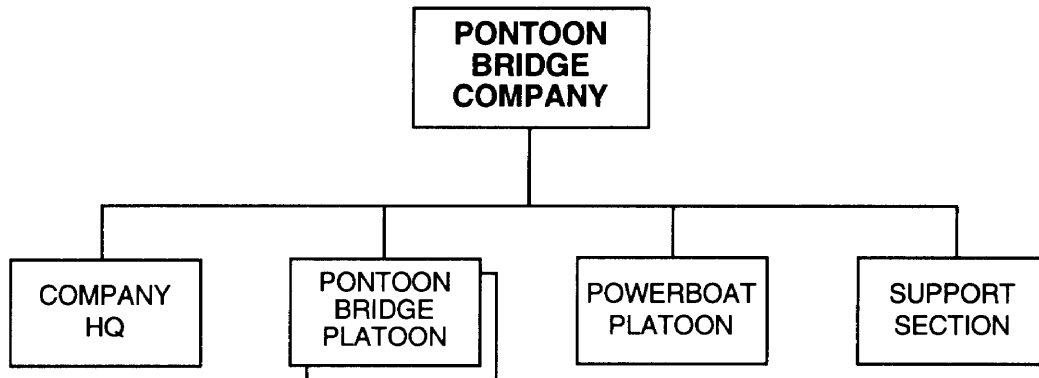 PONTOON
BRIDGE
COMPANY
COMPANY
HQ
PONTOON
BRIDGE
PLATOON
POWERBOAT
PLATOON
SUPPORT
SECTION